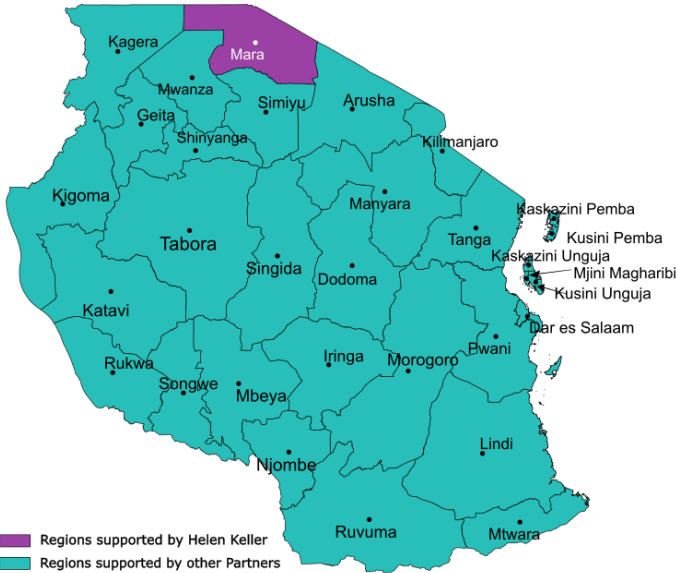 Kagera
Mara
Mwanza
Simiyu
Arusha
Geita
Shinyanga
Kilimanjaro
Kigoma
Manyara
Kaskazini Pemba
Tabora
Tanga
Kusini Pemba
Kaskazini Unguja
Singida
Dodoma
Mjini Magharibi
Kusini Unguja
Katavi
Dar es Salaam
Pwani
Rukwa
Iringa
Morogoro
Songwe
Mbeya
Lindi
Njombe
Ruvuma
Mtwara
Regions supported by Helen Keller
Regions supported by other Partners